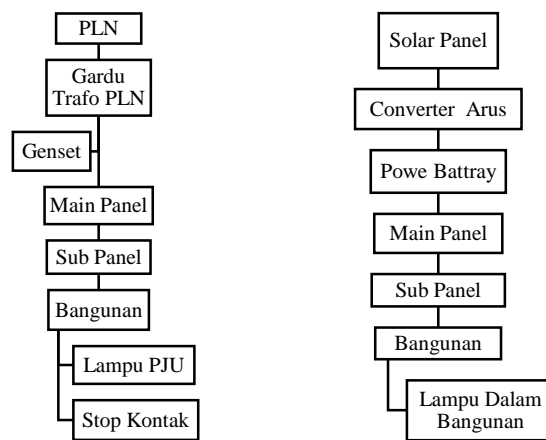 PLN
Gardu
Trafo PLN
Genset
Main Panel
Sub Panel
Bangunan
Lampu PJU
Stop Kontak
Solar Panel
Converter Arus
Powe Battray
Main Panel
Sub Panel
Bangunan
Lampu Dalam
Bangunan